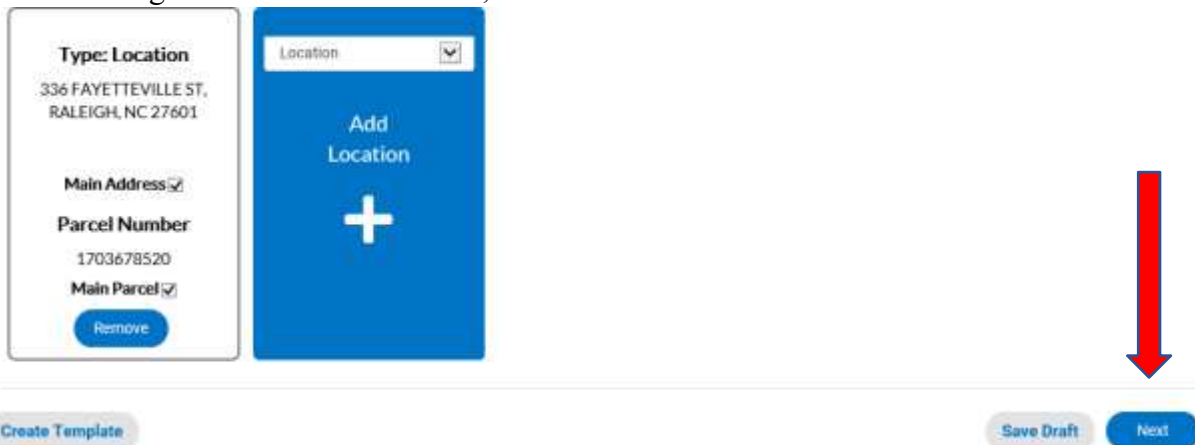 Type: Location
336 FAYETTEVILLE ST,
RALEIGH, NC 27601
Main Address
Parcel Number
1703678520
Main Parcel
Remove
Location
Add
Location
Create Template
Save Draft
Next